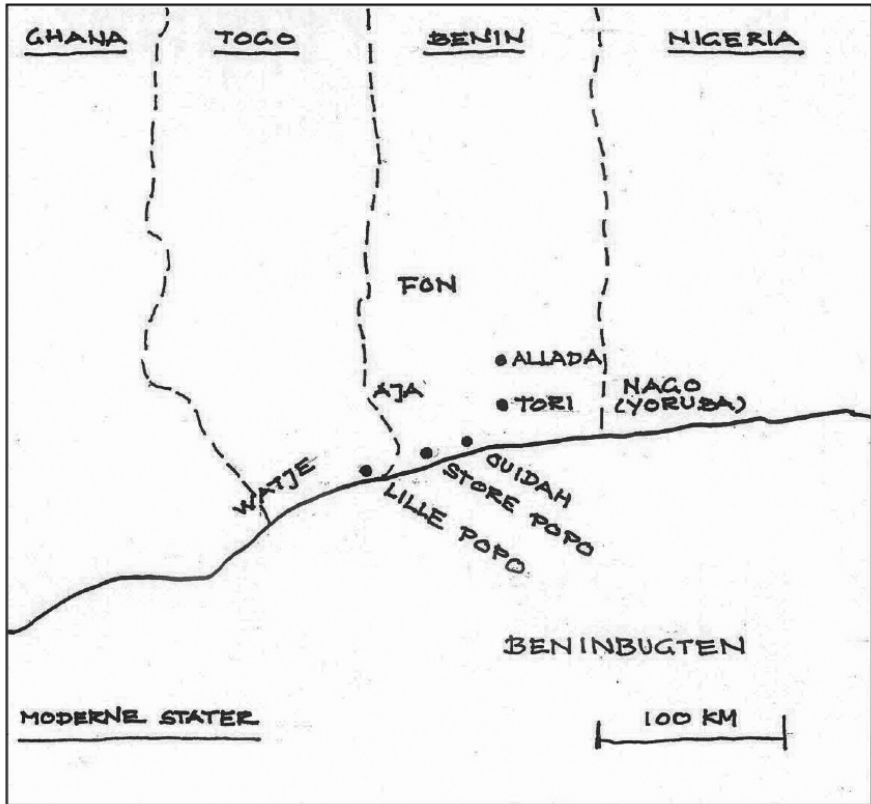 GHANA
TOGO
BENIN
NIGERIA
FON
ALLADA
AJA
TORI
NAGO
(YORUBA)
WATJE
OUIDAH
STORE POPO
LILLE POPO
BENINBUGTEN
MODERNE STATER
100 KM